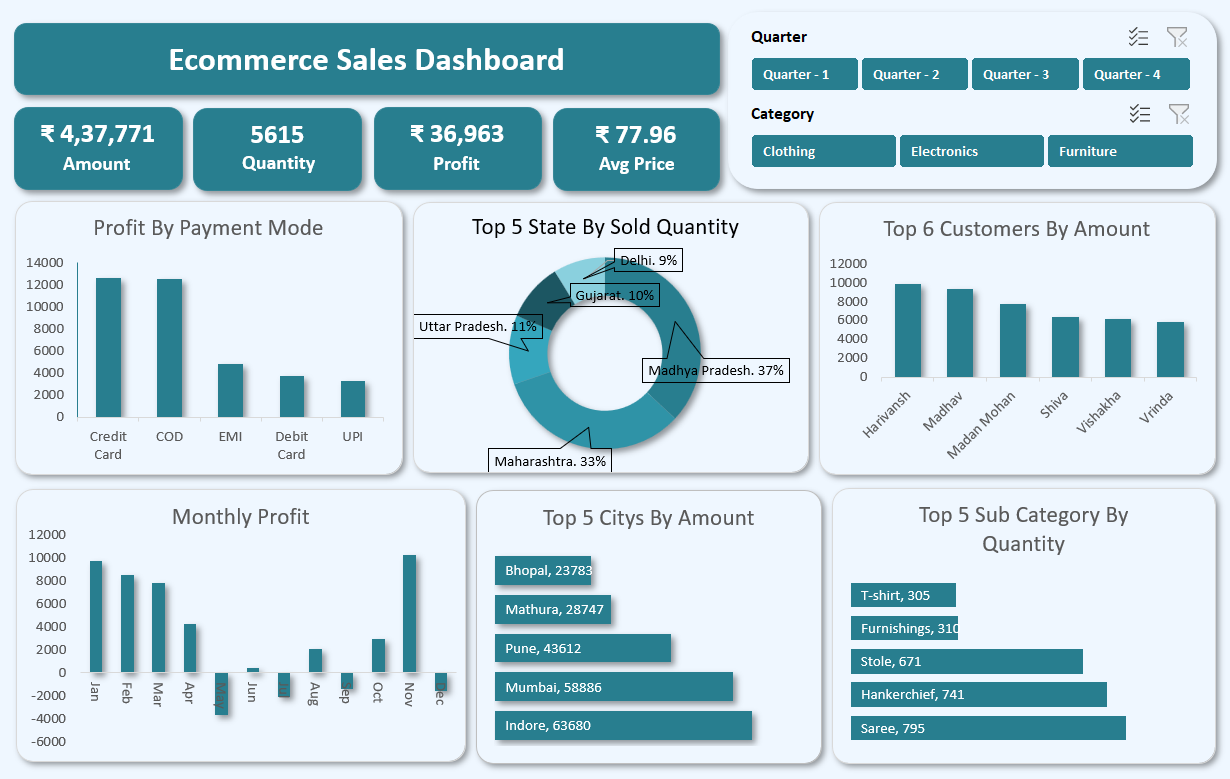 Ecommerce Sales Dashboard
Quarter
Quarter - 1
Quarter - 2
Quarter - 3
Quarter - 4
Category
Clothing
Electronics
Furniture
₹ 4,37,771
Amount
5615
Quantity
₹ 36,963
Profit
₹ 77.96
Avg Price
Profit By Payment Mode
14000
12000
10000
8000
6000
4000
2000
0
Credit
Card
COD
EMI
Debit
Card
UPI
Top 5 State By Sold Quantity
Delhi. 9%
Gujarat. 10%
Uttar Pradesh. 11%
Madhya Pradesh. 37%
Maharashtra. 33%
Top 6 Customers By Amount
12000
10000
8000
6000
4000
2000
0
Harivansh
Madhav
Madan Mohan
Shiva
Vishakha
Vrinda
Monthly Profit
12000
10000
8000
6000
4000
2000
0
-2000
-4000
-6000
Jan
Feb
Mar
Apr
May
Jun
Jul
Aug
Sep
Oct
Nov
Dec
Top 5 Citys By Amount
Bhopal, 23783
Mathura, 28747
Pune, 43612
Mumbai, 58886
Indore, 63680
Top 5 Sub Category By
Quantity
T-shirt, 305
Furnishings, 310
Stole, 671
Hankerchief, 741
Saree, 795